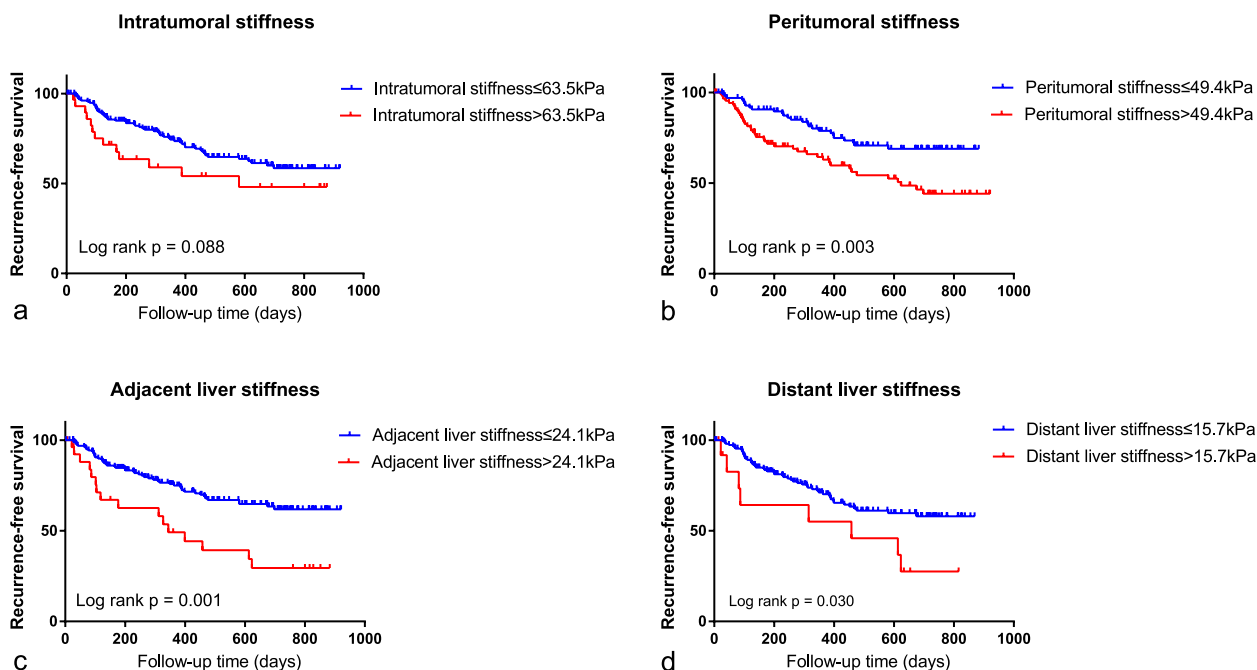 Intratumoral stiffness
Recurrence-free survival
100
50
0
Intratumoral stiffness≤63.5kPa
Intratumoral stiffness>63.5kPa
Log rank p = 0.088
0 200 400 600 800 1000
Follow-up time (days)
a
Peritumoral stiffness
Recurrence-free survival
100
50
0
Peritumoral stiffness≤49.4kPa
Peritumoral stiffness>49.4kPa
Log rank p = 0.003
0 200 400 600 800 1000
Follow-up time (days)
b
Adjacent liver stiffness
Recurrence-free survival
100
50
0
Adjacent liver stiffness≤24.1kPa
Adjacent liver stiffness>24.1kPa
Log rank p = 0.001
0 200 400 600 800 1000
Follow-up time (days)
c
Distant liver stiffness
Recurrence-free survival
100
50
0
Distant liver stiffness≤15.7kPa
Distant liver stiffness>15.7kPa
Log rank p = 0.030
0 200 400 600 800 1000
Follow-up time (days)
d